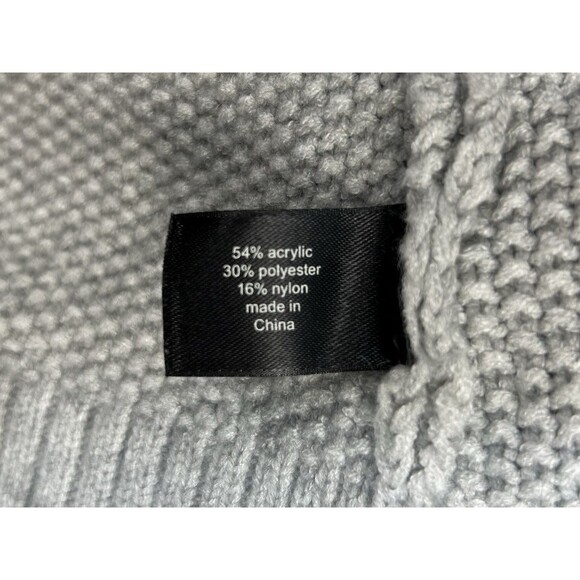 54% acrylic
30% polyester
16% nylon
made in
China